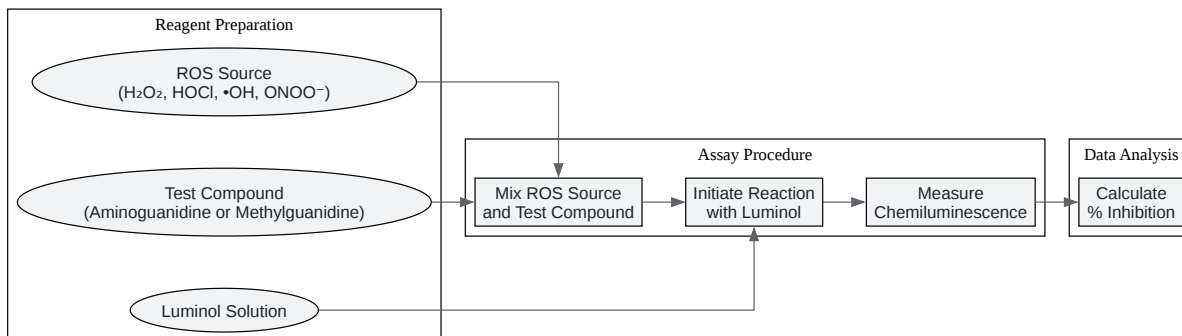 Reagent Preparation
ROS Source
(H₂O₂, HOCl, •OH, ONOO⁻)
Test Compound
(Aminoguanidine or Methylguanidine)
Luminol Solution
Assay Procedure
Mix ROS Source
and Test Compound
Initiate Reaction
with Luminol
Measure
Chemiluminescence
Data Analysis
Calculate
% Inhibition